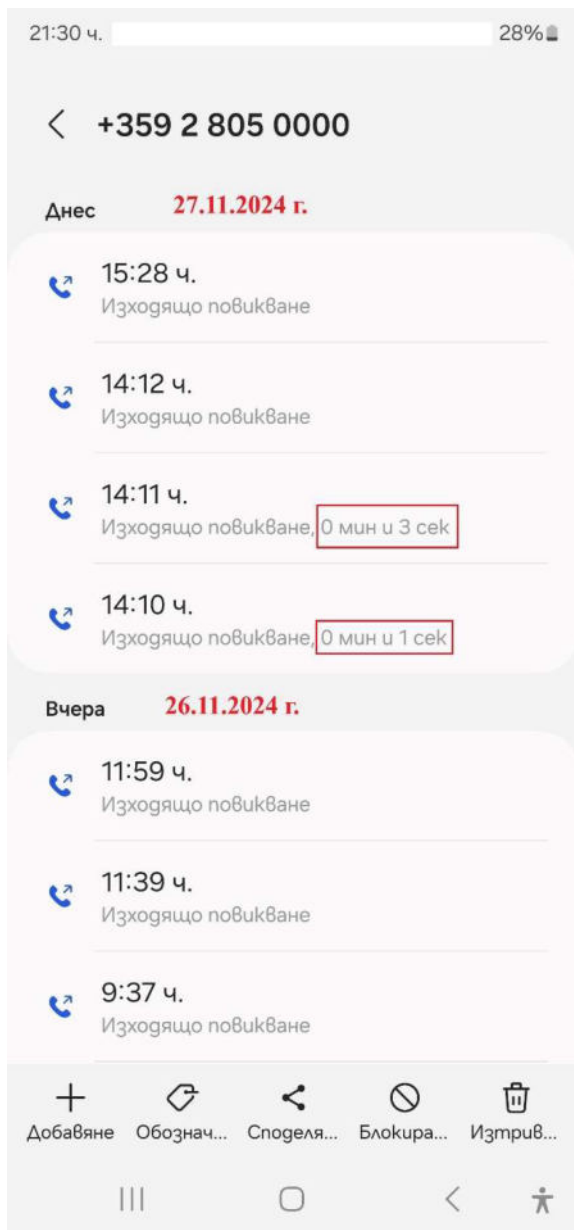 21:30 ч. 28%
+359 2 805 0000
Днес 27.11.2024 г.
15:28 ч.
Изходящо повикване
14:12 ч.
Изходящо повикване
14:11 ч.
Изходящо повикване, 0 мин и 3 сек
14:10 ч.
Изходящо повикване, 0 мин и 1 сек
Вчера 26.11.2024 г.
11:59 ч.
Изходящо повикване
11:39 ч.
Изходящо повикване
9:37 ч.
Изходящо повикване
Добавяне Обознач... Споделя... Блокира... Изтрив...